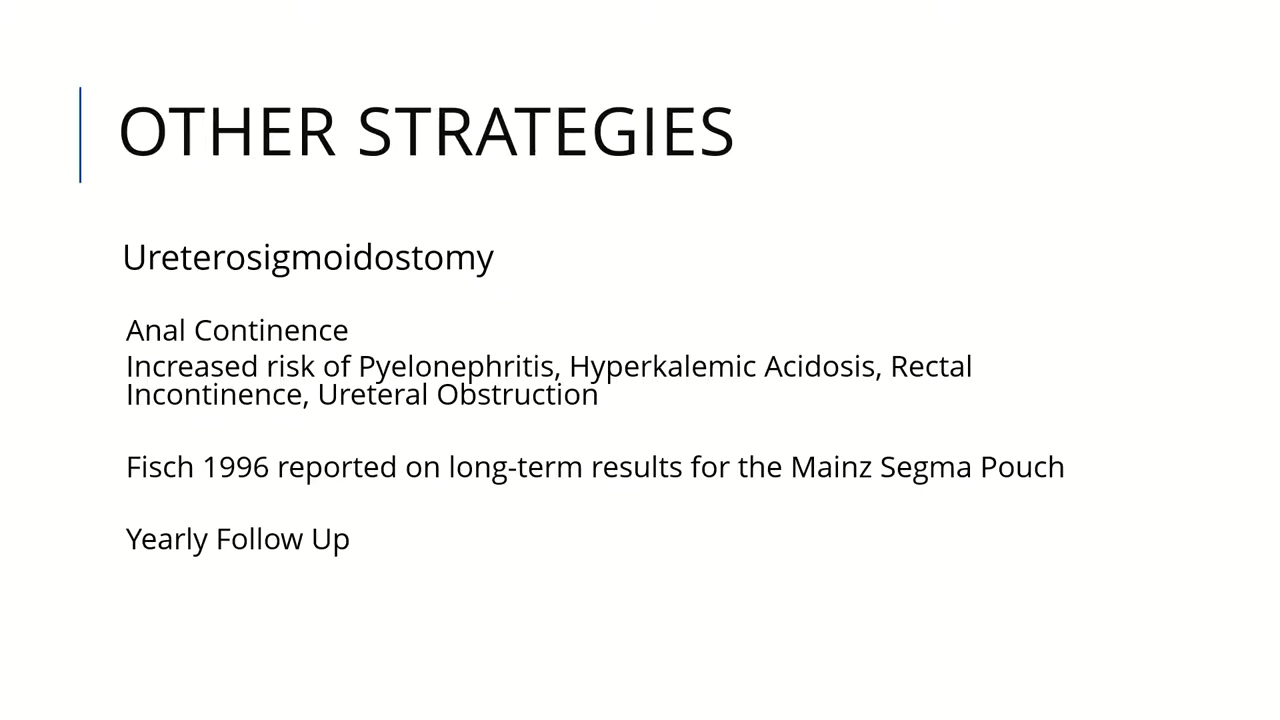 OTHER STRATEGIES
Ureterosigmoidostomy
Anal Continence
Increased risk of Pyelonephritis, Hyperkalemic Acidosis, Rectal
Incontinence, Ureteral Obstruction
Fisch 1996 reported on long-term results for the Mainz Segma Pouch
Yearly Follow Up